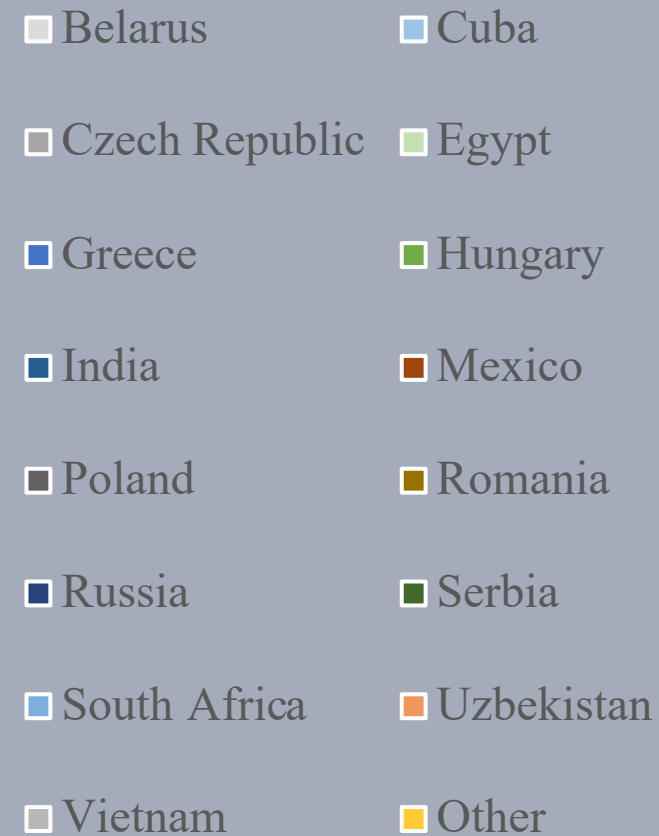 Belarus Cuba
Czech Republic Egypt
Greece Hungary
India Mexico
Poland Romania
Russia Serbia
South Africa Uzbekistan
Vietnam Other